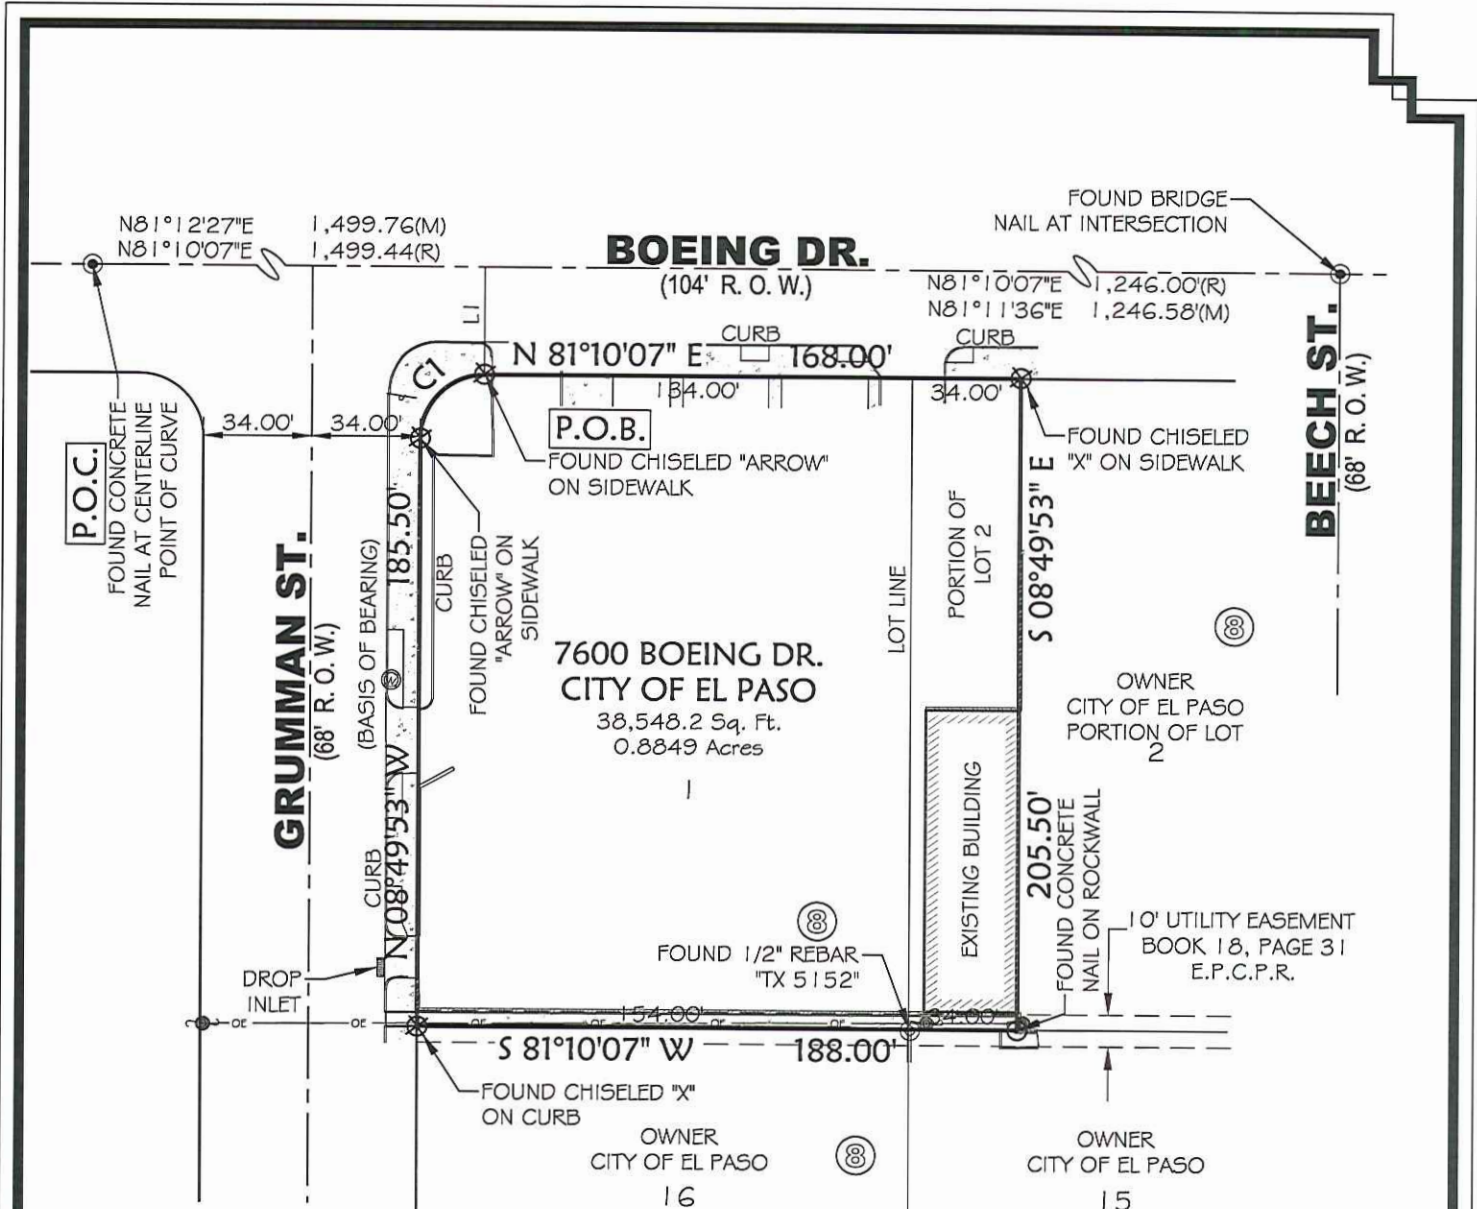 N81°12'27"E 1,499.76(M)
N81°10'07"E 1,499.44(R)
BOEING DR.
(104' R. O. W.)
FOUND BRIDGE
NAIL AT INTERSECTION
N81°10'07"E 1,246.00'(R)
N81°11'36"E 1,246.58'(M)
L1
CURB
CURB
N 81°10'07" E 168.00'
C1
134.00'
34.00'
34.00'
34.00'
P.O.B.
FOUND CHISELED "ARROW"
ON SIDEWALK
FOUND CHISELED
"X" ON SIDEWALK
P.O.C.
FOUND CONCRETE
NAIL AT CENTERLINE
POINT OF CURVE
BEECH ST.
(68' R. O. W.)
GRUMMAN ST.
(68' R. O. W.)
(BASIS OF BEARING)
N 08°49'53" W
185.50'
CURB
CURB
W
FOUND CHISELED
"ARROW" ON
SIDEWALK
LOT LINE
PORTION OF
LOT 2
S 08°49'53" E
205.50'
8
7600 BOEING DR.
CITY OF EL PASO
38,548.2 Sq. Ft.
0.8849 Acres
1
OWNER
CITY OF EL PASO
PORTION OF LOT
2
EXISTING BUILDING
FOUND CONCRETE
NAIL ON ROCKWALL
8
FOUND 1/2" REBAR
"TX 5152"
10' UTILITY EASEMENT
BOOK 18, PAGE 31
E.P.C.P.R.
DROP
INLET
OE OE OE OE OE OE
154.00'
34.00'
S 81°10'07" W 188.00'
FOUND CHISELED "X"
ON CURB
OWNER
CITY OF EL PASO
16
8
OWNER
CITY OF EL PASO
15